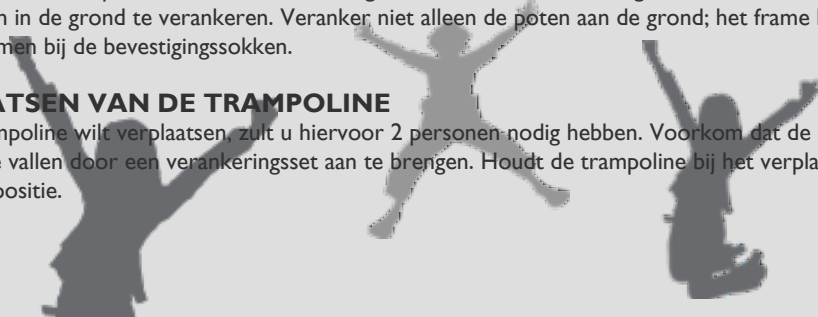 n in de grond te verankeren. Veranker niet alleen de poten aan de grond; het frame
men bij de bevestigingssokken.
ATSEN VAN DE TRAMPOLINE
mpoline wilt verplaatsen, zult u hiervoor 2 personen nodig hebben. Voorkom dat de
e vallen door een verankeringsset aan te brengen. Houdt de trampoline bij het verpla
positie.